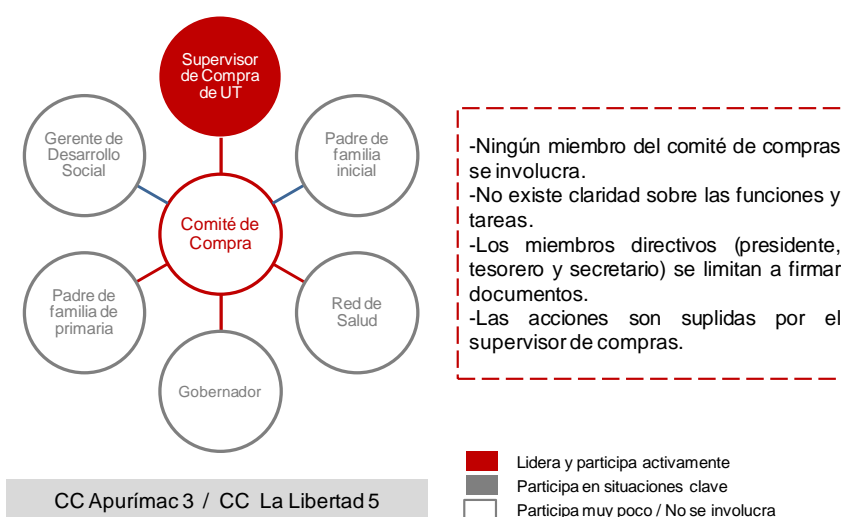 Supervisor
de Compra
de UT
Gerente de
Desarrollo
Social
Padre de
familia
inicial
Comité de
Compra
Padre de
familia de
primaria
Red de
Salud
Gobernador
CC Apurímac 3 / CC La Libertad 5
-Ningún miembro del comité de compras
se involucra.
-No existe claridad sobre las funciones y
tareas.
-Los miembros directivos (presidente,
tesorero y secretario) se limitan a firmar
documentos.
-Las acciones son suplidas por el
supervisor de compras.
Lidera y participa activamente
Participa en situaciones clave
Participa muy poco / No se involucra